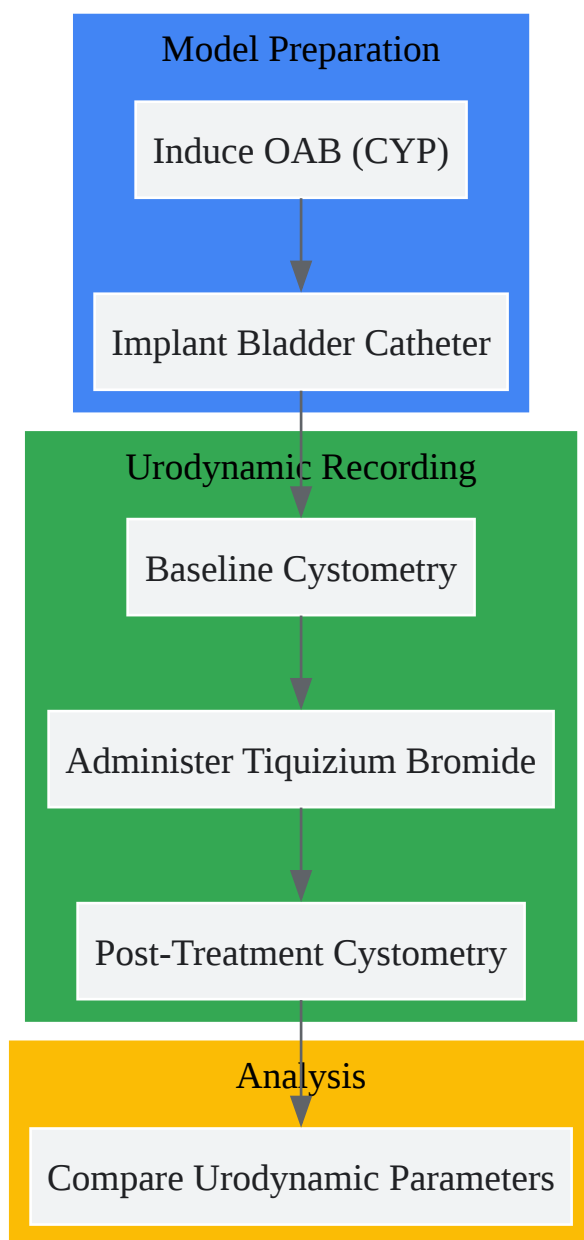 Model Preparation
Induce OAB (CYP)
Implant Bladder Catheter
Urodynamic Recording
Baseline Cystometry
Administer Tiquizium Bromide
Post-Treatment Cystometry
Analysis
Compare Urodynamic Parameters